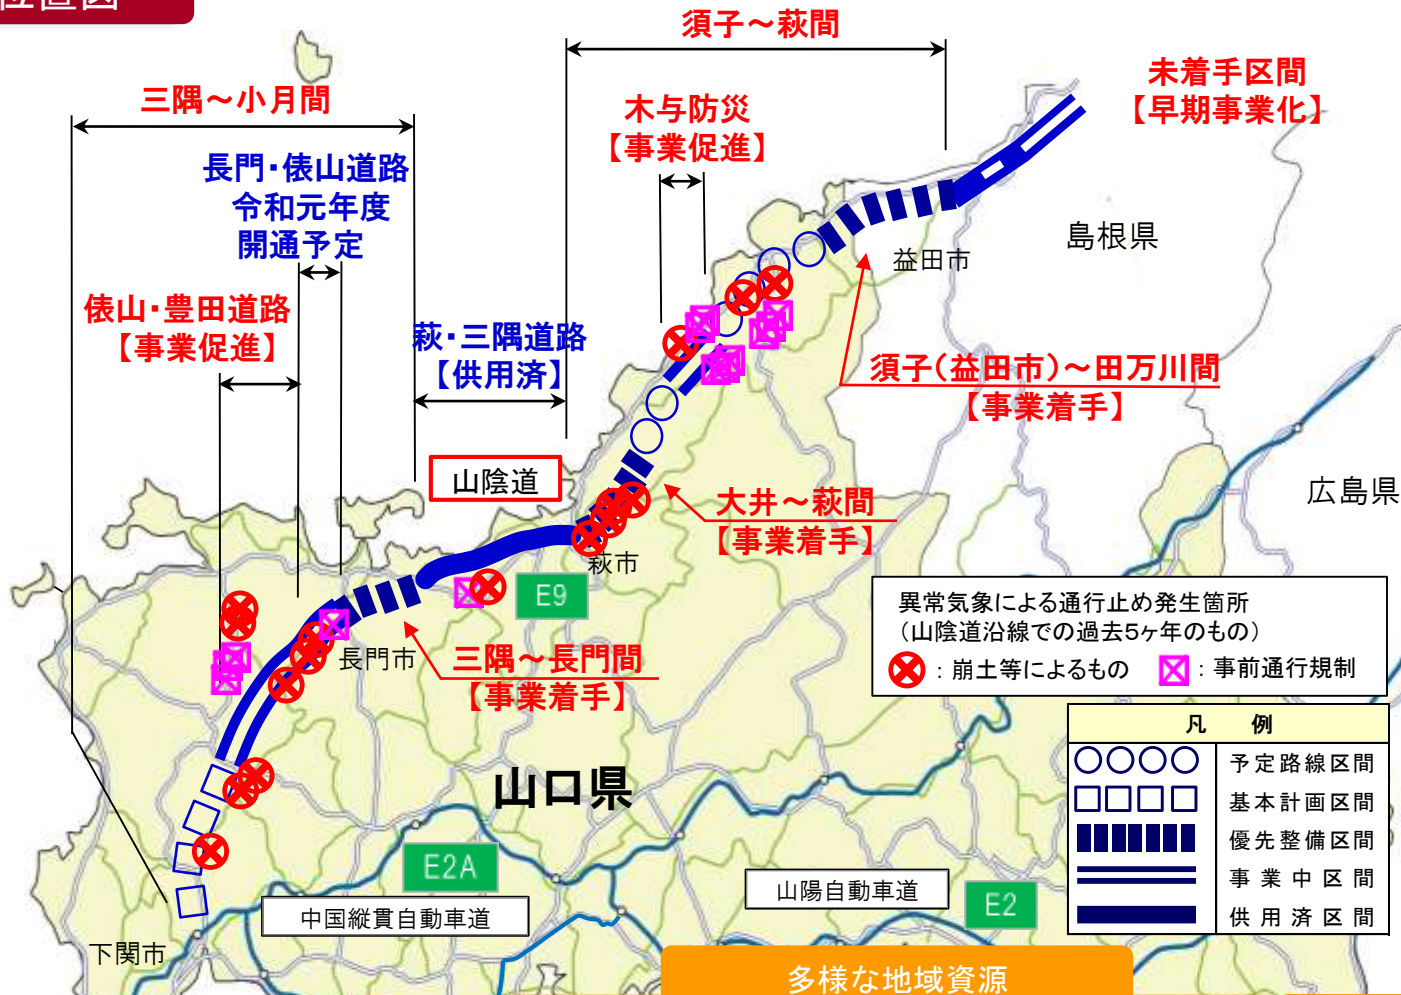 位置図
須子～萩間
三隅～小月間
未着手区間
【早期事業化】
木与防災
【事業促進】
長門・俵山道路
令和元年度
開通予定
島根県
益田市
俵山・豊田道路
【事業促進】
萩・三隅道路
【供用済】
須子(益田市)～田万川間
【事業着手】
山陰道
大井～萩間
【事業着手】
広島県
萩市
E9
異常気象による通行止め発生箇所
（山陰道沿線での過去5ヶ年のもの）
：崩土等によるもの ：事前通行規制
長門市
三隅～長門間
【事業着手】
凡 例
予定路線区間
基本計画区間
優先整備区間
事業中区間
供用済区間
山口県
E2A
山陽自動車道
E2
中国縦貫自動車道
下関市
多様な地域資源